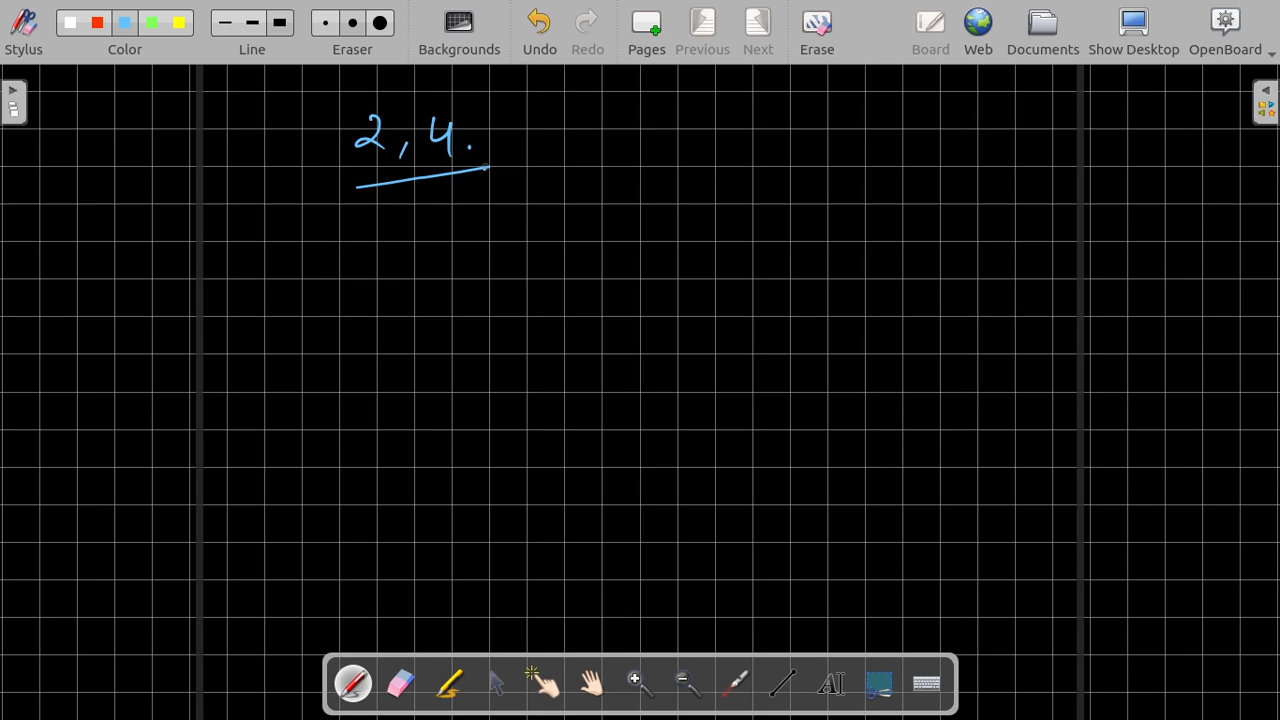 Stylus Color Line Eraser Backgrounds Undo Redo Pages Previous Next Erase Board Web Documents Show Desktop OpenBoard
2, 4.
AI